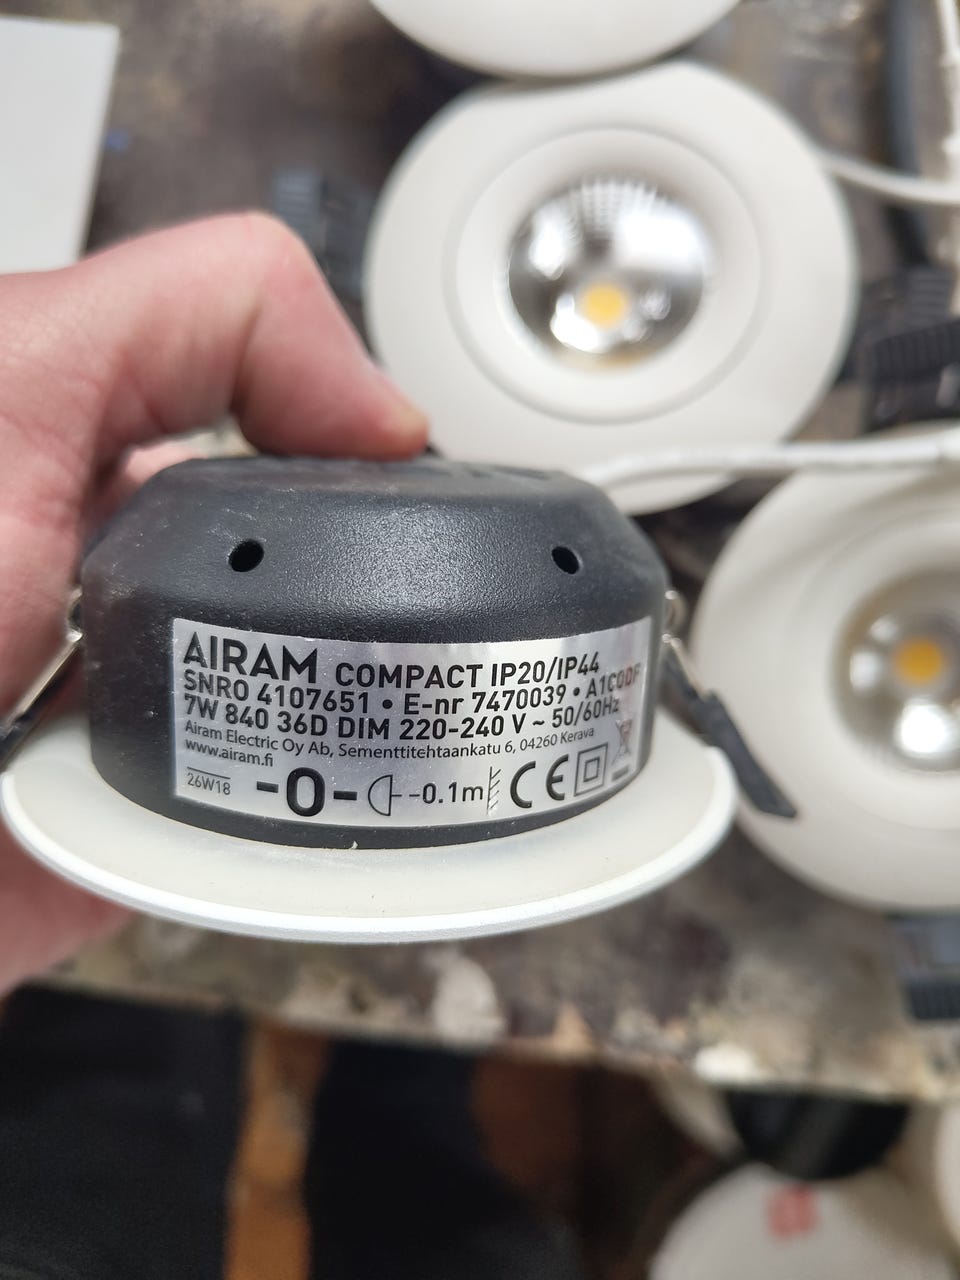 AIRAM COMPACT IP20/IP44
SNRO 4107651 • E-nr 7470039 •
7W 840 36D DIM 220-240 V ~ 50/60Hz
Airam Electric Oy Ab, Sementtitehtaankatu 6, 04260 Kerava
www.airam.fi
26W18 -0- -0.1m CE